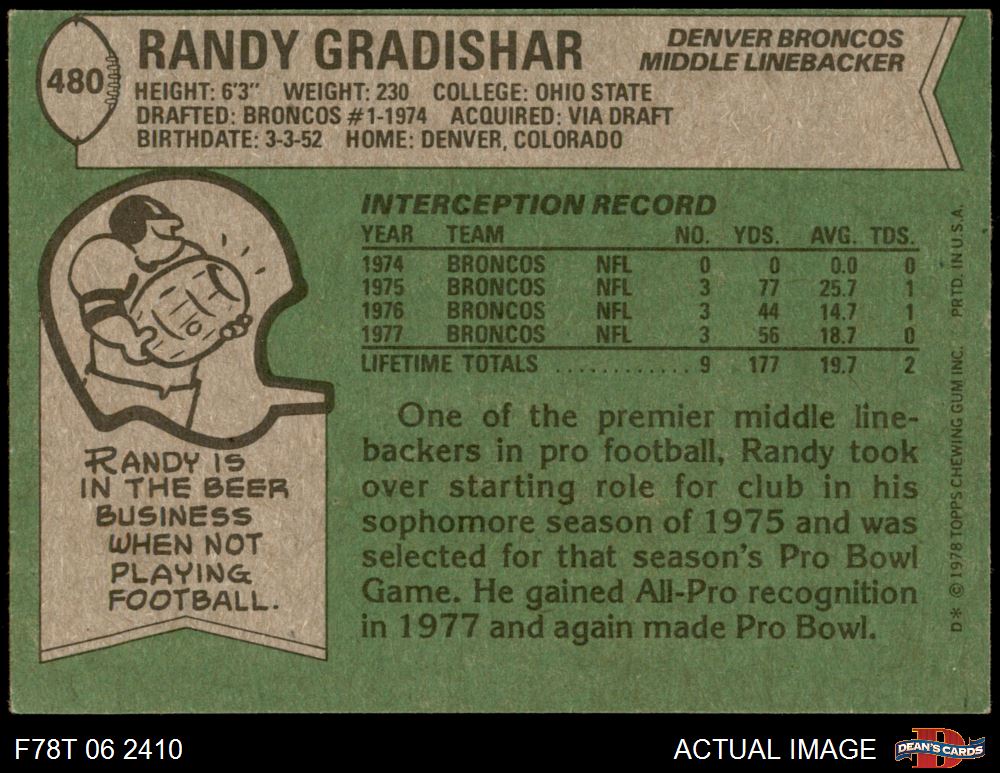 480
RANDY GRADISHAR
DENVER BRONCOS
MIDDLE LINEBACKER
HEIGHT: 6'3" WEIGHT: 230 COLLEGE: OHIO STATE
DRAFTED: BRONCOS #1-1974 ACQUIRED: VIA DRAFT
BIRTHDATE: 3-3-52 HOME: DENVER, COLORADO
INTERCEPTION RECORD
YEAR TEAM NO. YDS. AVG. TDS.
1974 BRONCOS NFL 0 0 0.0 0
1975 BRONCOS NFL 3 77 25.7 1
1976 BRONCOS NFL 3 44 14.7 1
1977 BRONCOS NFL 3 56 18.7 0
LIFETIME TOTALS ............ 9 177 19.7 2
One of the premier middle line-
backers in pro football, Randy took
over starting role for club in his
sophomore season of 1975 and was
selected for that season's Pro Bowl
Game. He gained All-Pro recognition
in 1977 and again made Pro Bowl.
RANDY IS
IN THE BEER
BUSINESS
WHEN NOT
PLAYING
FOOTBALL.
D* © 1978 TOPPS CHEWING GUM INC. PRTD. IN U.S.A.
F78T 06 2410
ACTUAL IMAGE
D
DEAN'S CARDS